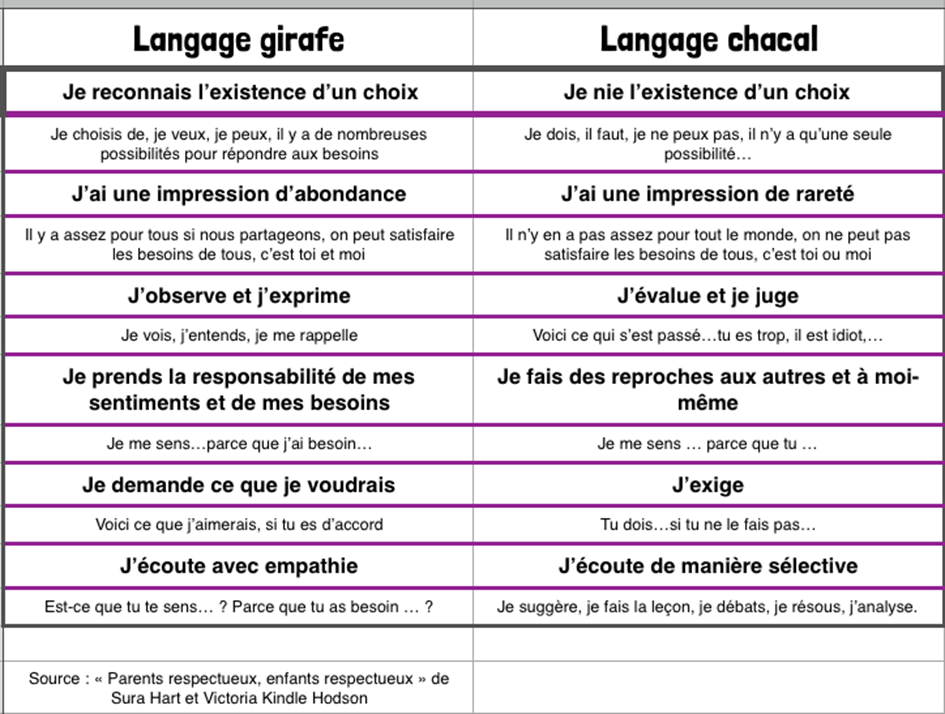 Langage girafe
Langage chacal
Je reconnais l’existence d’un choix
Je nie l’existence d’un choix
Je choisis de, je veux, je peux, il y a de nombreuses
possibilités pour répondre aux besoins
Je dois, il faut, je ne peux pas, il n’y a qu’une seule
possibilité…
J’ai une impression d’abondance
J’ai une impression de rareté
Il y a assez pour tous si nous partageons, on peut satisfaire
les besoins de tous, c’est toi et moi
Il n’y en a pas assez pour tout le monde, on ne peut pas
satisfaire les besoins de tous, c’est toi ou moi
J’observe et j’exprime
J’évalue et je juge
Je vois, j’entends, je me rappelle
Voici ce qui s’est passé…tu es trop, il est idiot,…
Je prends la responsabilité de mes
sentiments et de mes besoins
Je fais des reproches aux autres et à moi-
même
Je me sens…parce que j’ai besoin…
Je me sens … parce que tu …
Je demande ce que je voudrais
J’exige
Voici ce que j’aimerais, si tu es d’accord
Tu dois…si tu ne le fais pas…
J’écoute avec empathie
J’écoute de manière sélective
Est-ce que tu te sens… ? Parce que tu as besoin … ?
Je suggère, je fais la leçon, je débats, je résous, j’analyse.
Source : « Parents respectueux, enfants respectueux » de
Sura Hart et Victoria Kindle Hodson